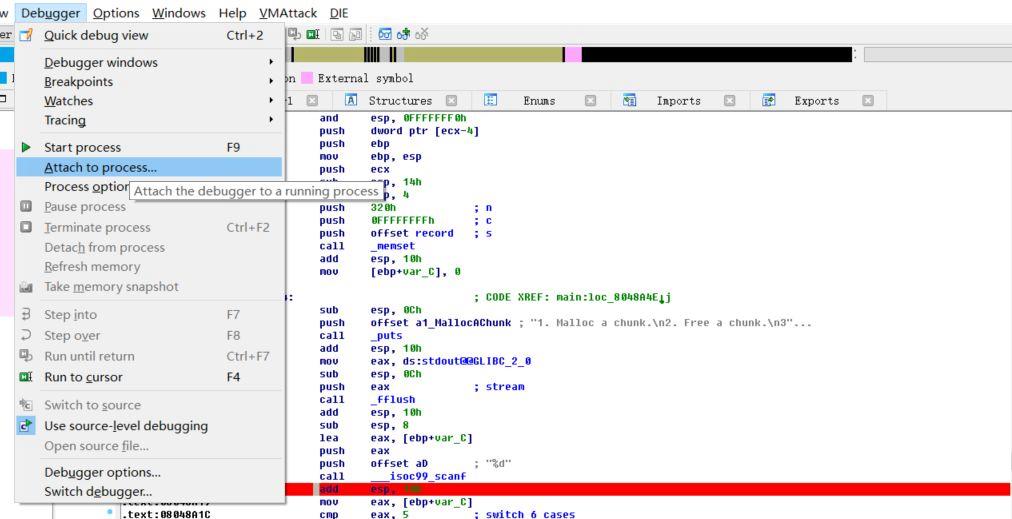 w Debugger Options Windows Help VMAttack DIE
Quick debug view Ctrl+2
Debugger windows
Breakpoints
Watches
Tracing
Start process F9
Attach to process...
Process option
Attach the debugger to a running process
Pause process
Terminate process Ctrl+F2
Detach from process
Refresh memory
Take memory snapshot
Step into F7
Step over F8
Run until return Ctrl+F7
Run to cursor F4
Switch to source
Use source-level debugging
Open source file...
Debugger options...
Switch debugger...
on External symbol
Structures Enums Imports Exports
and esp, 0FFFFFFF0h
push dword ptr [ecx-4]
push ebp
mov ebp, esp
push ecx
sub esp, 14h
p, 4
push 320h ; n
push 0FFFFFFFFh ; c
push offset record ; s
call _memset
add esp, 10h
mov [ebp+var_C], 0
; CODE XREF: main:loc_8048A4E↓j
sub esp, 0Ch
push offset a1_MallocAChunk ; "1. Malloc a chunk.\n2. Free a chunk.\n3"...
call _puts
add esp, 10h
mov eax, ds:stdout@@GLIBC_2_0
sub esp, 0Ch
push eax ; stream
call _fflush
add esp, 10h
sub esp, 8
lea eax, [ebp+var_C]
push eax
push offset aD ; "%d"
call ___isoc99_scanf
add esp,
mov eax, [ebp+var_C]
.text:08048A1C cmp eax, 5 ; switch 6 cases